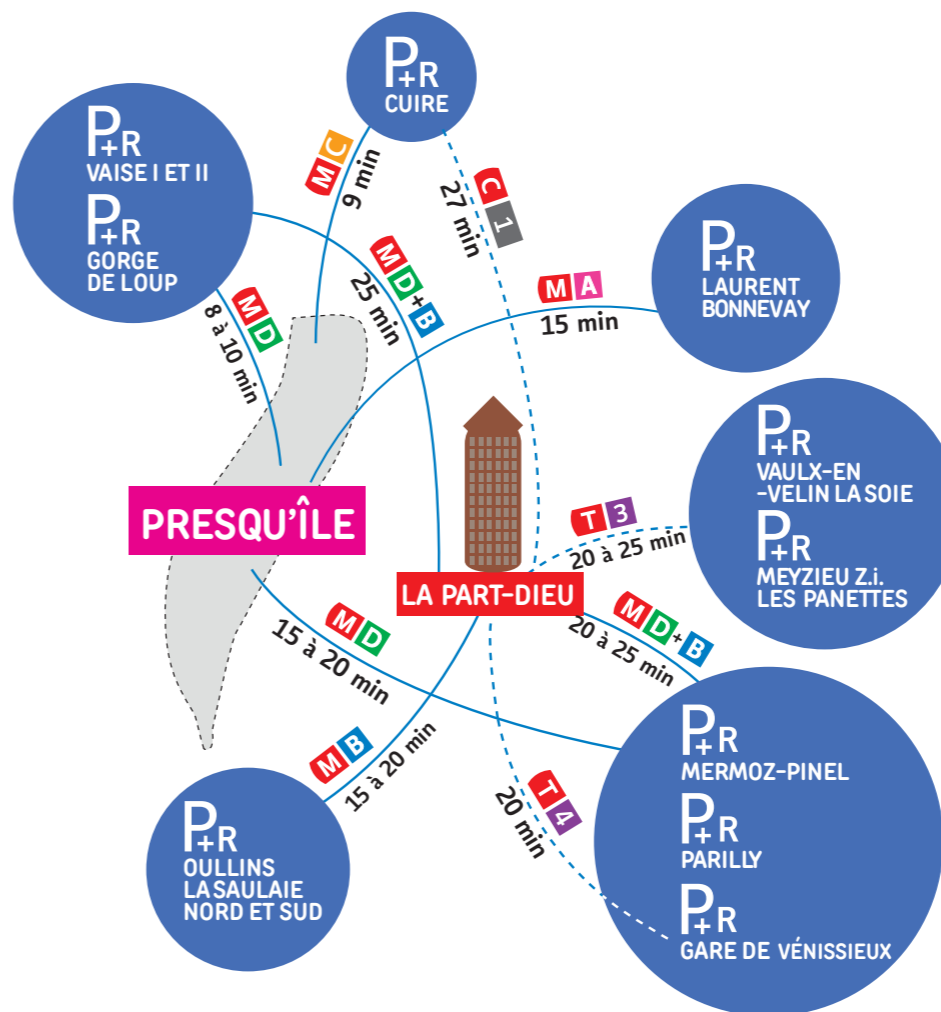 P+R
CUIRE
P+R
VAISE I ET II
P+R
GORGE
DE LOUP
M C
9 min
C 1
27 min
M D + B
25 min
M D
8 à 10 min
M A
15 min
P+R
LAURENT
BONNEVAY
P+R
VAULX-EN
-VELIN LA SOIE
P+R
MEYZIEU Z.i.
LES PANETTES
PRESQU'ÎLE
T 3
20 à 25 min
LA PART-DIEU
M D + B
20 à 25 min
M D
15 à 20 min
M B
15 à 20 min
T 4
20 min
P+R
MERMOZ-PINEL
P+R
PARILLY
P+R
GARE DE VÉNISSIEUX
P+R
OULLINS
LA SAULAIE
NORD ET SUD